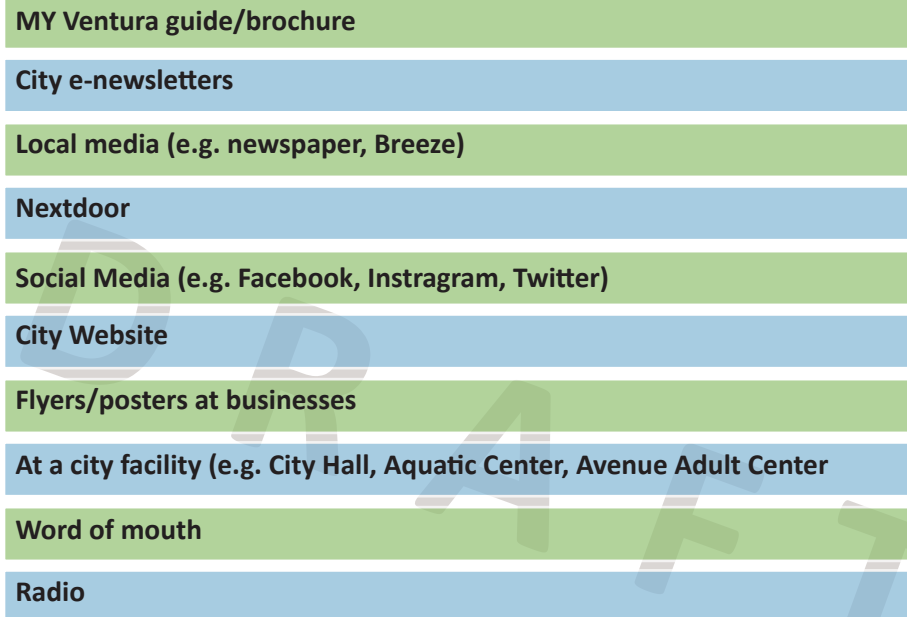 MY Ventura guide/brochure
City e-newsletters
Local media (e.g. newspaper, Breeze)
Nextdoor
Social Media (e.g. Facebook, Instragram, Twitter)
City Website
Flyers/posters at businesses
At a city facility (e.g. City Hall, Aquatic Center, Avenue Adult Center
Word of mouth
Radio
DRAFT